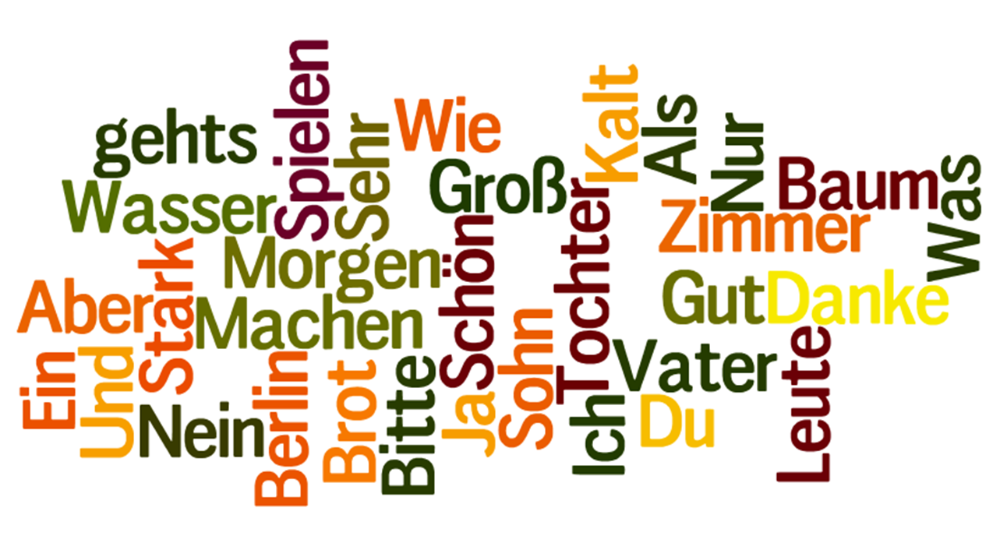 gehts
Spielen
Sehr
Wie
Kalt
Als
Nur
Groß
Baum
Was
Wasser
Zimmer
Morgen
Schön
Tochter
Stark
Aber
Machen
Gut
Danke
Sohn
Vater
Leute
Ein
Und
Nein
Berlin
Brot
Bitte
Ja
Ich
Du